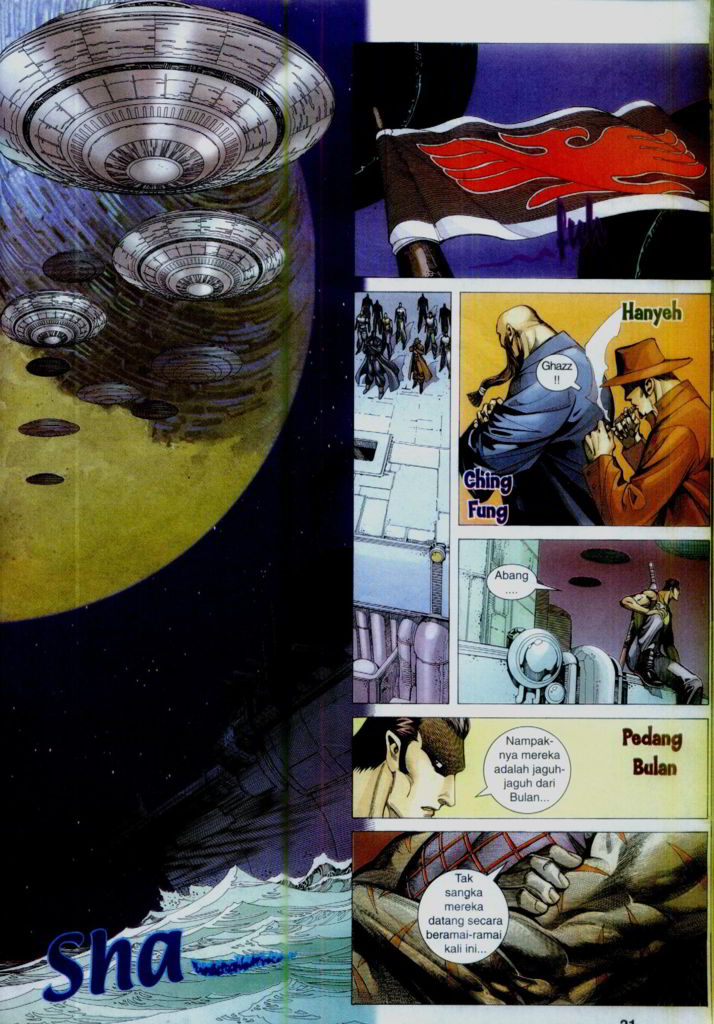 Hanyeh
Ghazz
!!
Ching
Fung
Abang
....
Pedang
Bulan
Nampak-
nya mereka
adalah jaguh-
jaguh dari
Bulan...
Tak
sangka
mereka
datang secara
beramai-ramai
kali ini...
Sha